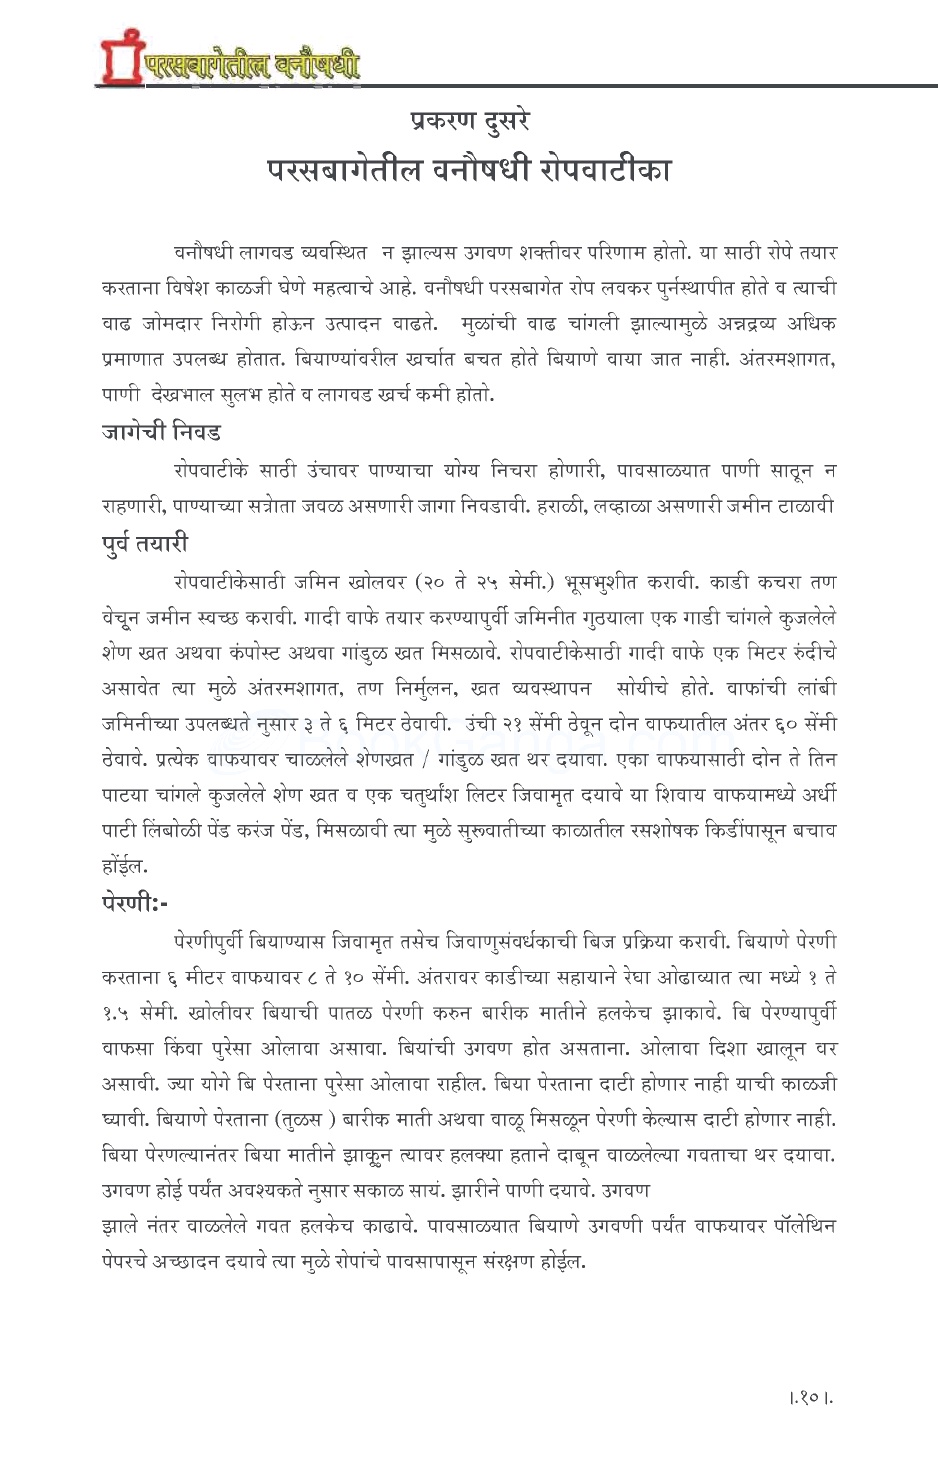 परसबागेतील वनौषधी
प्रकरण दुसरे
परसबागेतील वनौषधी रोपवाटीका
वनौषधी लागवड व्यवस्थित न झाल्यस उगवण शक्तीवर परिणाम होतो. या साठी रोपे तयार
करताना विषेश काळजी घेणे महत्वाचे आहे. वनौषधी परसबागेत रोप लवकर पुर्नस्थापीत होते व त्याची
वाढ जोमदार निरोगी होऊन उत्पादन वाढते. मुळांची वाढ चांगली झाल्यामुळे अन्नद्रव्य अधिक
प्रमाणात उपलब्ध होतात. बियाण्यांवरील खर्चात बचत होते बियाणे वाया जात नाही. अंतरमशागत,
पाणी देखभाल सुलभ होते व लागवड खर्च कमी होतो.
जागेची निवड
रोपवाटीके साठी उंचावर पाण्याचा योग्य निचरा होणारी, पावसाळ्यात पाणी साठून न
राहणारी, पाण्याच्या सत्रोता जवळ असणारी जागा निवडावी. हराळी, लव्हाळा असणारी जमीन टाळावी
पुर्व तयारी
रोपवाटीकेसाठी जमिन खोलवर (२० ते २५ सेमी.) भूसभुशीत करावी. काडी कचरा तण
वेचून जमीन स्वच्छ करावी. गादी वाफे तयार करण्यापुर्वी जमिनीत गुठयाला एक गाडी चांगले कुजलेले
शेण खत अथवा कंपोस्ट अथवा गांडुळ खत मिसळावे. रोपवाटीकेसाठी गादी वाफे एक मिटर रुंदीचे
असावेत त्या मुळे अंतरमशागत, तण निर्मुलन, खत व्यवस्थापन सोयीचे होते. वाफांची लांबी
जमिनीच्या उपलब्धते नुसार ३ ते ६ मिटर ठेवावी. उंची २१ सेंमी ठेवून दोन वाफयातील अंतर ६० सेंमी
ठेवावे. प्रत्येक वाफयावर चाळलेले शेणखत / गांडुळ खत थर दयावा. एका वाफयासाठी दोन ते तिन
पाटया चांगले कुजलेले शेण खत व एक चतुर्थांश लिटर जिवामृत दयावे या शिवाय वाफयामध्ये अर्धी
पाटी लिंबोळी पेंड करंज पेंड, मिसळावी त्या मुळे सुरूवातीच्या काळातील रसशोषक किडींपासून बचाव
होंईल.
पेरणी:-
पेरणीपुर्वी बियाण्यास जिवामृत तसेच जिवाणुसंवर्धकाची बिज प्रक्रिया करावी. बियाणे पेरणी
करताना ६ मीटर वाफयावर ८ ते १० सेंमी. अंतरावर काडीच्या सहायाने रेघा ओढाव्यात त्या मध्ये १ ते
१.५ सेमी. खोलीवर बियाची पातळ पेरणी करुन बारीक मातीने हलकेच झाकावे. बि पेरण्यापुर्वी
वाफसा किंवा पुरेसा ओलावा असावा. बियांची उगवण होत असताना. ओलावा दिशा खालून वर
असावी. ज्या योगे बि पेरताना पुरेसा ओलावा राहील. बिया पेरताना दाटी होणार नाही याची काळजी
घ्यावी. बियाणे पेरताना (तुळस ) बारीक माती अथवा वाळू मिसळून पेरणी केल्यास दाटी होणार नाही.
बिया पेरणल्यानंतर बिया मातीने झाकुन त्यावर हलक्या हताने दाबून वाळलेल्या गवताचा थर दयावा.
उगवण होई पर्यंत अवश्यकते नुसार सकाळ सायं. झारीने पाणी दयावे. उगवण
झाले नंतर वाळलेले गवत हलकेच काढावे. पावसाळ्यात बियाणे उगवणी पर्यंत वाफयावर पॉलेथिन
पेपरचे अच्छादन दयावे त्या मुळे रोपांचे पावसापासून संरक्षण होईल.
।.१०।.